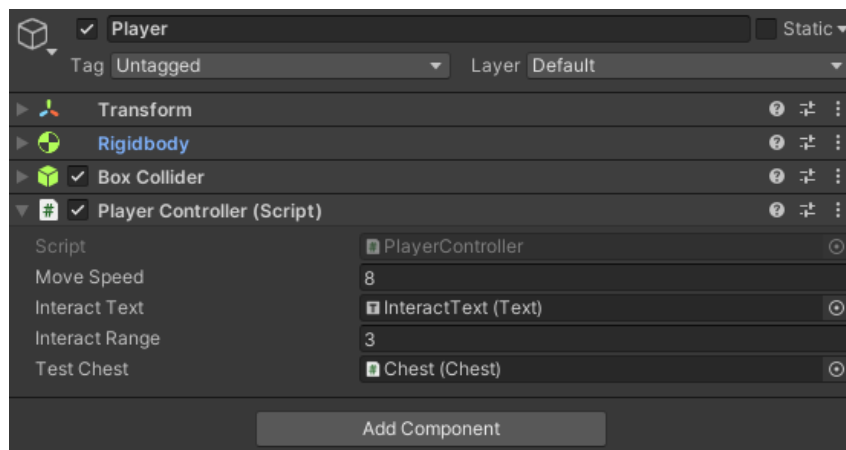 Player Static
Tag Untagged Layer Default
Transform
Rigidbody
Box Collider
# Player Controller (Script)
Script # PlayerController
Move Speed 8
Interact Text T InteractText (Text)
Interact Range 3
Test Chest # Chest (Chest)
Add Component